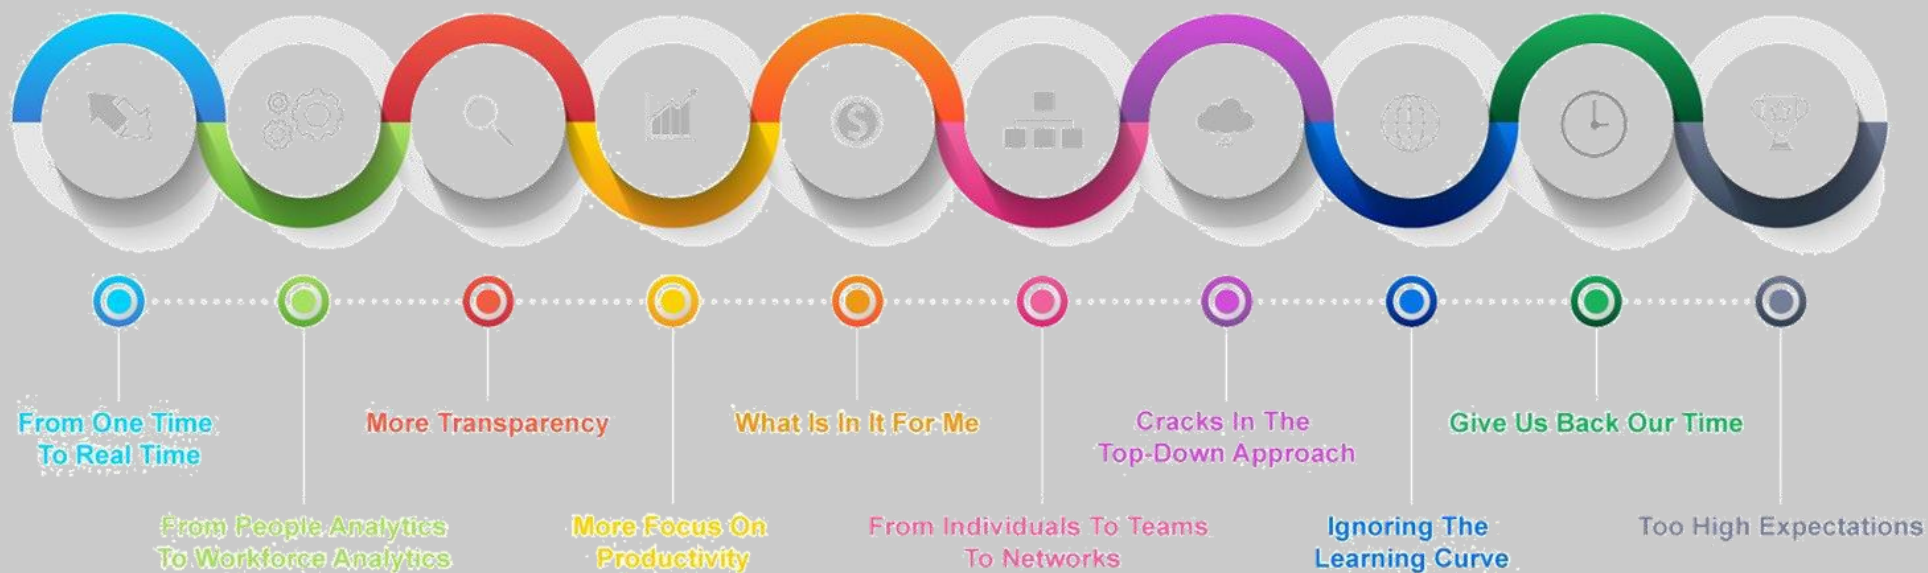 From One Time
To Real Time
From People Analytics
To Workforce Analytics
More Transparency
More Focus On
Productivity
What Is In It For Me
From Individuals To Teams
To Networks
Cracks In The
Top-Down Approach
Ignoring The
Learning Curve
Give Us Back Our Time
Too High Expectations